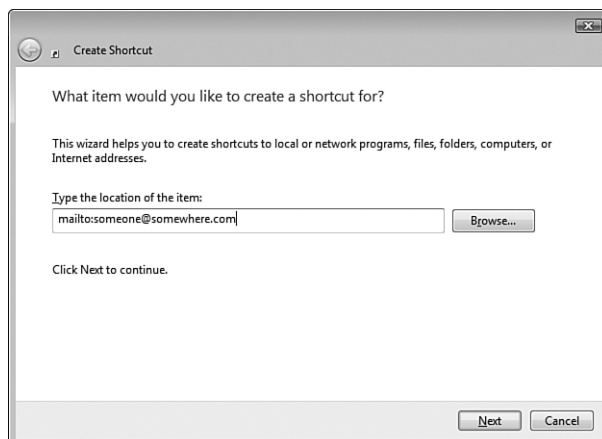 Create Shortcut
What item would you like to create a shortcut for?
This wizard helps you to create shortcuts to local or network programs, files, folders, computers, or
Internet addresses.
Type the location of the item:
mailto:someone@somewhere.com
Browse...
Click Next to continue.
Next
Cancel